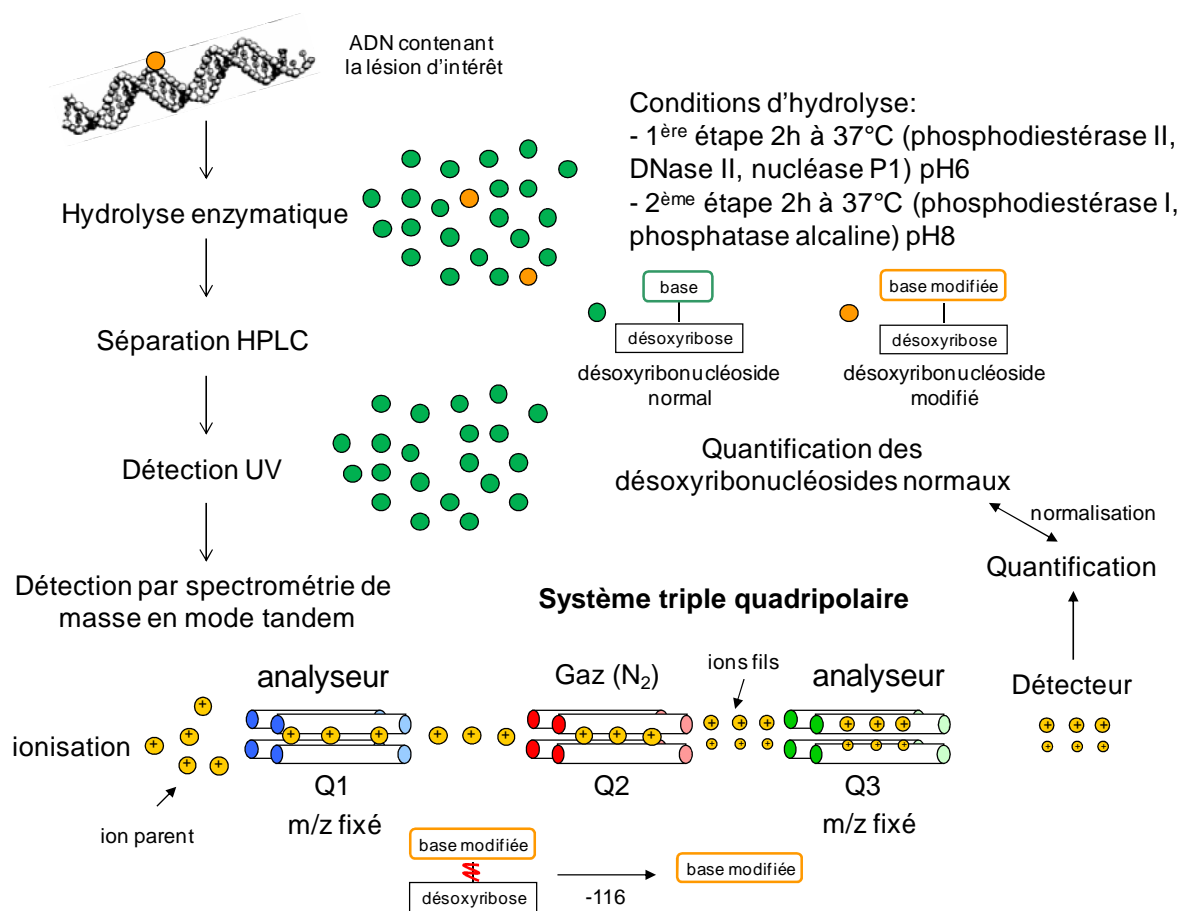 ADN contenant
la lésion d'intérêt
Conditions d'hydrolyse:
- 1ère étape 2h à 37°C (phosphodiestérase II,
DNase II, nucléase P1) pH6
- 2ème étape 2h à 37°C (phosphodiestérase I,
phosphatase alcaline) pH8
Hydrolyse enzymatique
base
désoxyribose
désoxyribonucléoside
normal
base modifiée
désoxyribose
désoxyribonucléoside
modifié
Séparation HPLC
Détection UV
Quantification des
désoxyribonucléosides normaux
normalisation
Quantification
Détection par spectrométrie de
masse en mode tandem
Système triple quadripolaire
analyseur
Gaz (N2)
ions fils
analyseur
Détecteur
ionisation
+ + + + +
Q1
Q2
Q3
ion parent
m/z fixé
m/z fixé
base modifiée
désoxyribose
-116
base modifiée